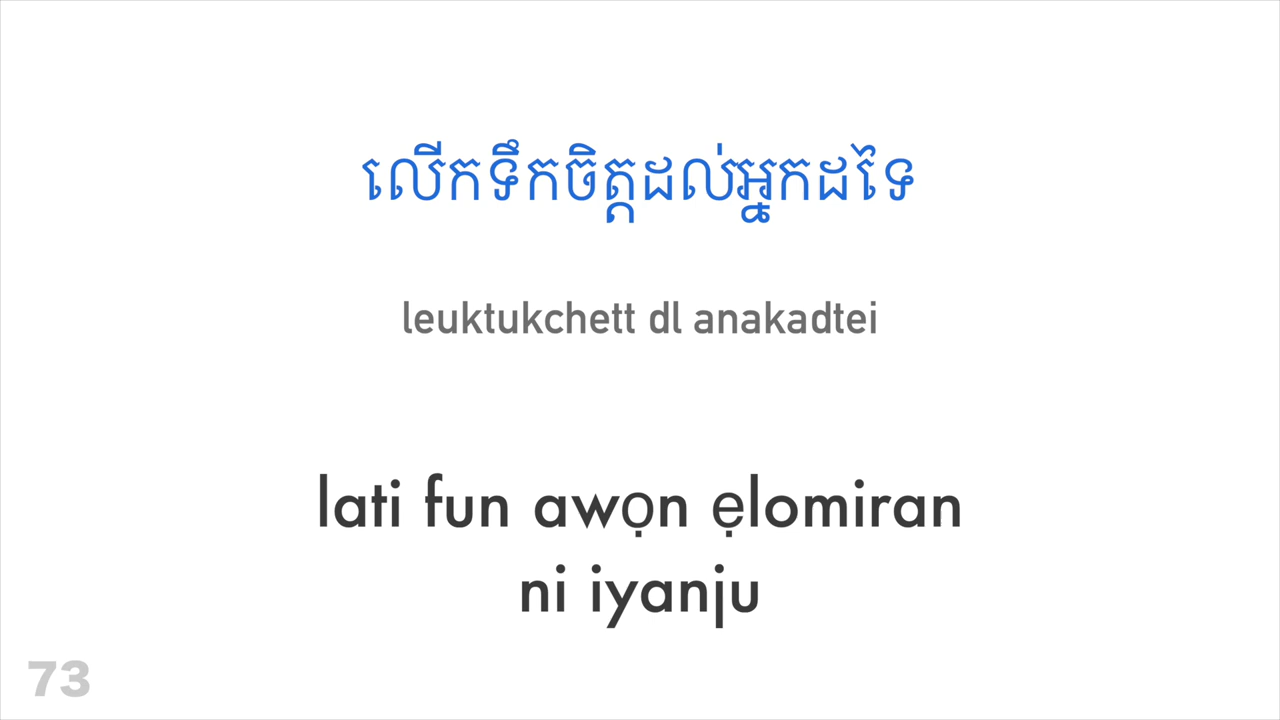 លើកទឹកចិត្តដល់អ្នកដទៃ
leuktukchett dl anakadtei
lati fun awọn ẹlomiran
ni iyanju
73